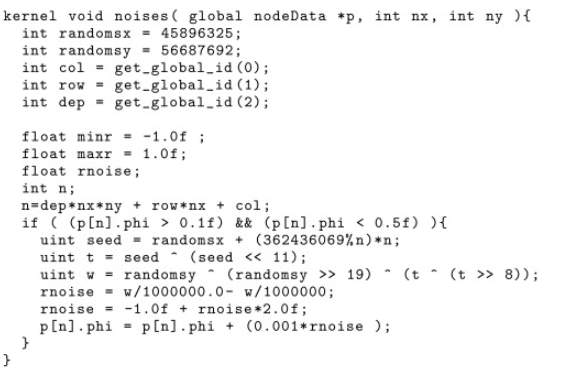 kernel void noises( global nodeData *p, int nx, int ny ){
int randomsx = 45896325;
int randomsy = 56687692;
int col = get_global_id(0);
int row = get_global_id(1);
int dep = get_global_id(2);
float minr = -1.0f ;
float maxr = 1.0f;
float rnoise;
int n;
n=dep*nx*ny + row*nx + col;
if ( (p[n].phi > 0.1f) && (p[n].phi < 0.5f) ){
uint seed = randomsx + (362436069%n)*n;
uint t = seed ^ (seed << 11);
uint w = randomsy ^ (randomsy >> 19) ^ (t ^ (t >> 8));
rnoise = w/1000000.0- w/1000000;
rnoise = -1.0f + rnoise*2.0f;
p[n].phi = p[n].phi + (0.001*rnoise );
}
}